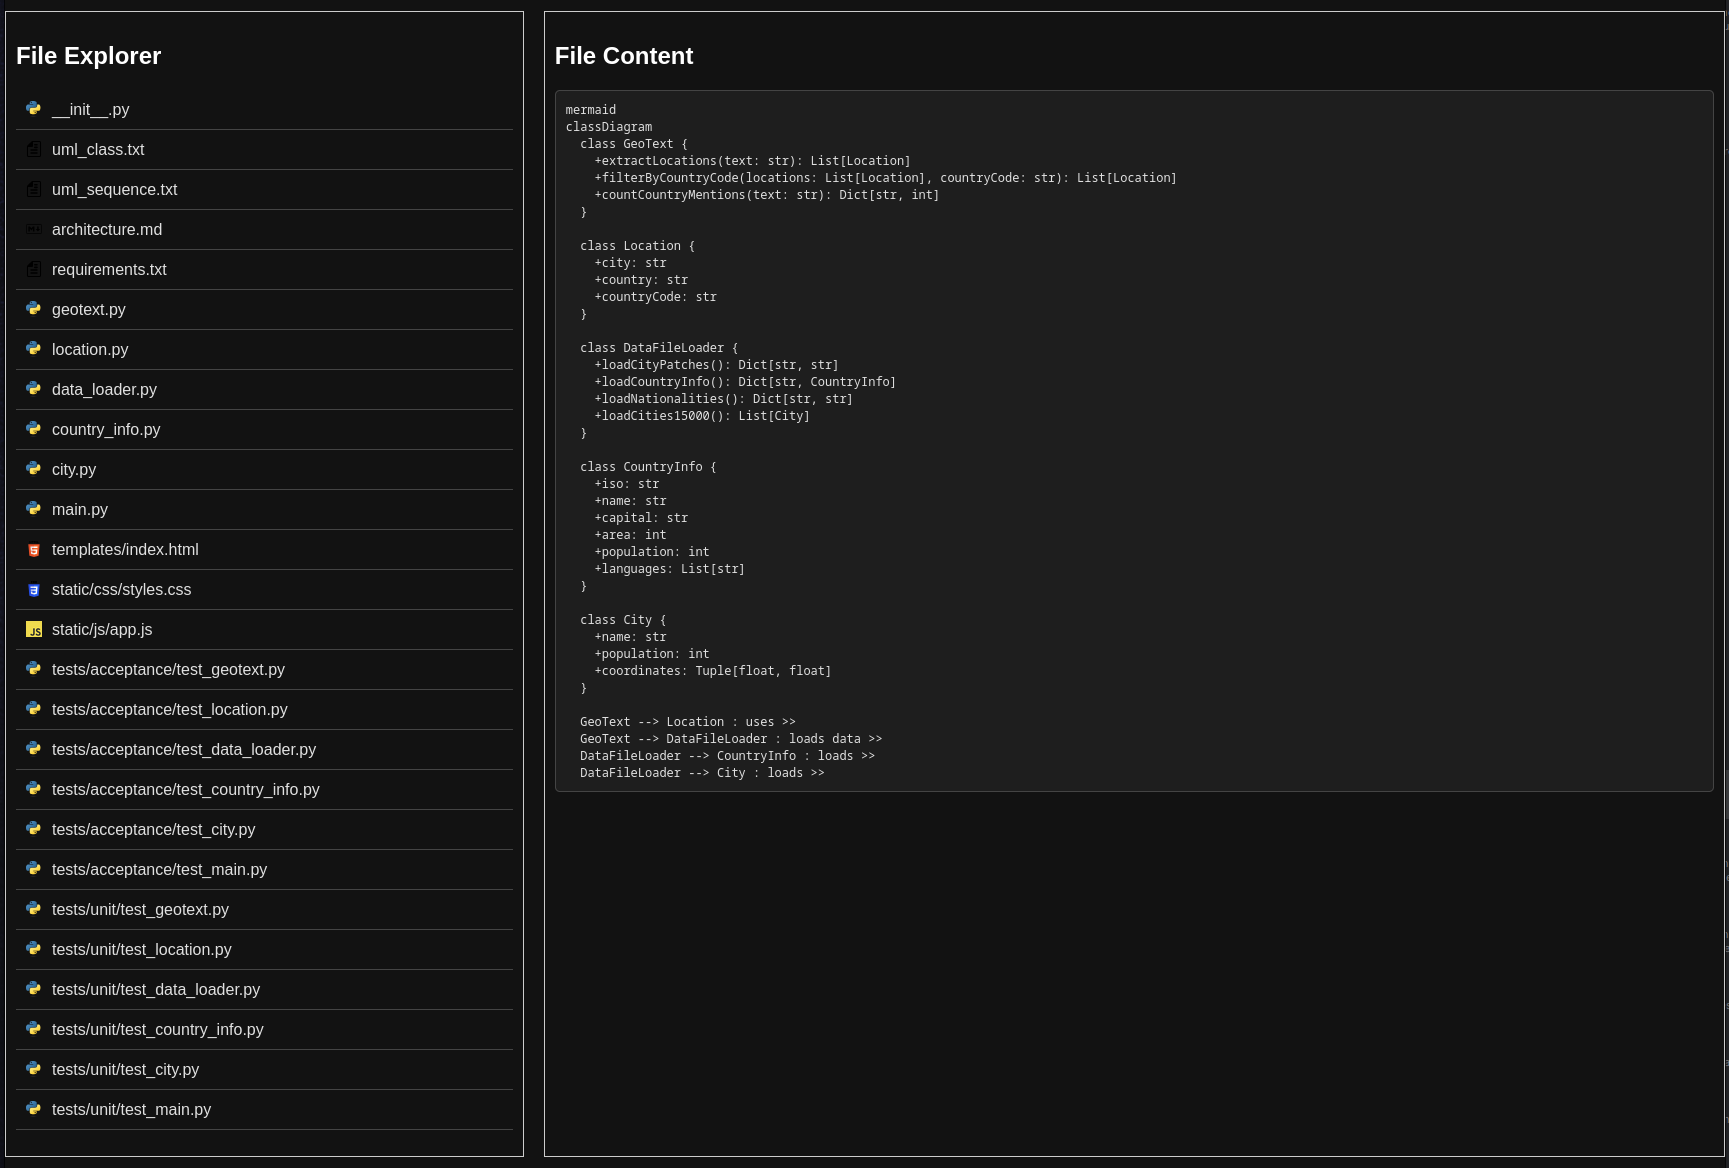 File Explorer
__init__.py
uml_class.txt
uml_sequence.txt
architecture.md
requirements.txt
geotext.py
location.py
data_loader.py
country_info.py
city.py
main.py
templates/index.html
static/css/styles.css
JS static/js/app.js
tests/acceptance/test_geotext.py
tests/acceptance/test_location.py
tests/acceptance/test_data_loader.py
tests/acceptance/test_country_info.py
tests/acceptance/test_city.py
tests/acceptance/test_main.py
tests/unit/test_geotext.py
tests/unit/test_location.py
tests/unit/test_data_loader.py
tests/unit/test_country_info.py
tests/unit/test_city.py
tests/unit/test_main.py
File Content
mermaid
classDiagram
  class GeoText {
    +extractLocations(text: str): List[Location]
    +filterByCountryCode(locations: List[Location], countryCode: str): List[Location]
    +countCountryMentions(text: str): Dict[str, int]
  }
  class Location {
    +city: str
    +country: str
    +countryCode: str
  }
  class DataFileLoader {
    +loadCityPatches(): Dict[str, str]
    +loadCountryInfo(): Dict[str, CountryInfo]
    +loadNationalities(): Dict[str, str]
    +loadCities15000(): List[City]
  }
  class CountryInfo {
    +iso: str
    +name: str
    +capital: str
    +area: int
    +population: int
    +languages: List[str]
  }
  class City {
    +name: str
    +population: int
    +coordinates: Tuple[float, float]
  }
  GeoText --> Location : uses >>
  GeoText --> DataFileLoader : loads data >>
  DataFileLoader --> CountryInfo : loads >>
  DataFileLoader --> City : loads >>